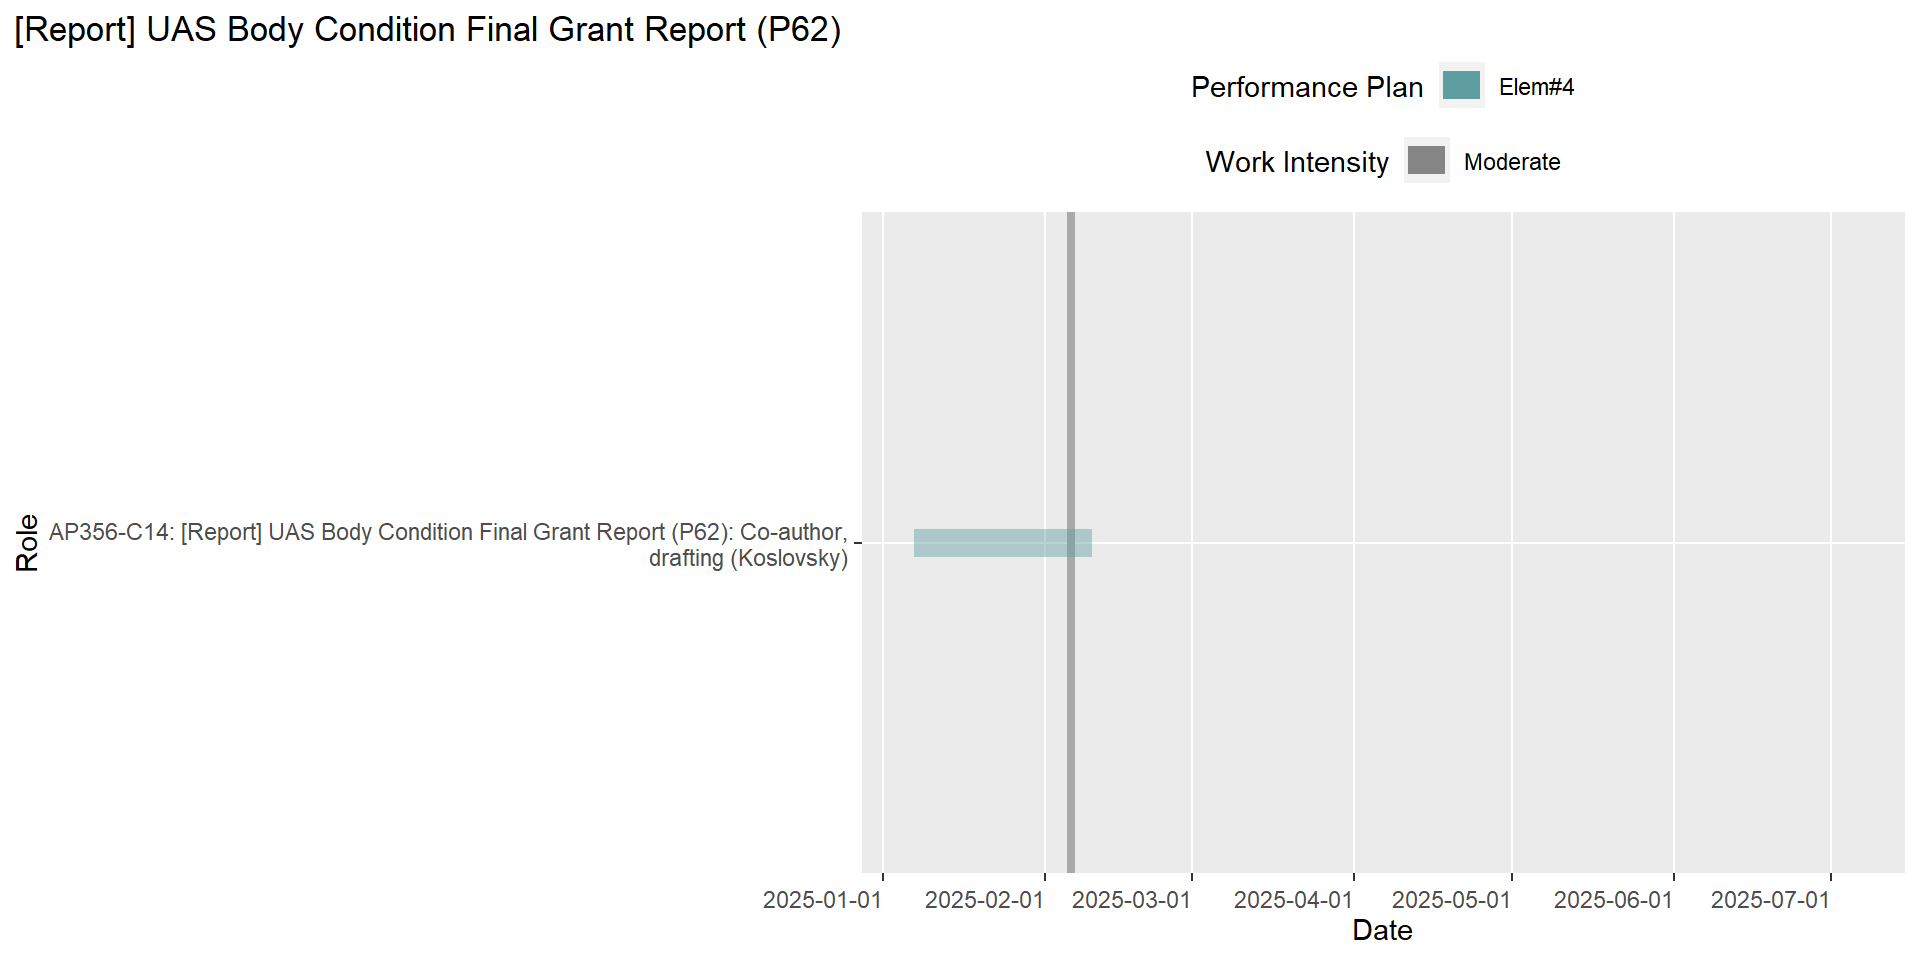 [Report] UAS Body Condition Final Grant Report (P62)
Performance Plan Elem#4
Work Intensity Moderate
Role
AP356-C14: [Report] UAS Body Condition Final Grant Report (P62): Co-author,
drafting (Koslovsky)
2025-01-01 2025-02-01 2025-03-01 2025-04-01 2025-05-01 2025-06-01 2025-07-01
Date